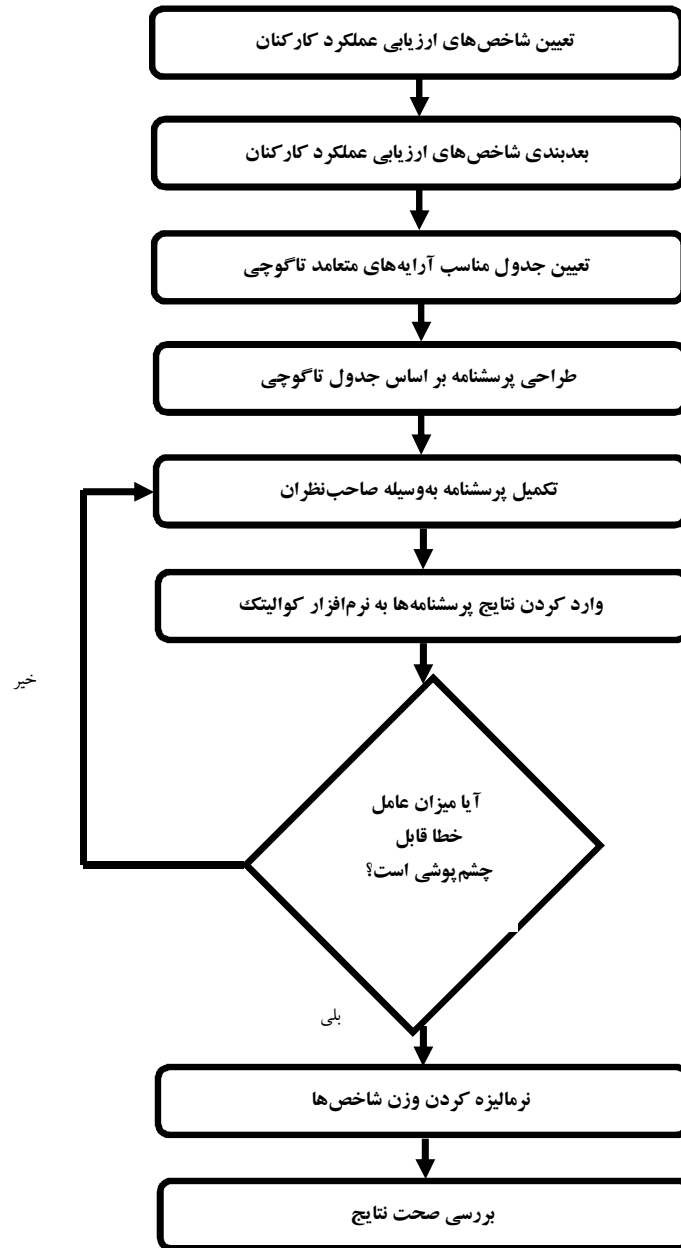 تعیین شاخص‌های ارزیابی عملکرد کارکنان
بعدبندی شاخص‌های ارزیابی عملکرد کارکنان
تعیین جدول مناسب آرایه‌های متعامد تاگوچی
طراحی پرسشنامه بر اساس جدول تاگوچی
تکمیل پرسشنامه به‌وسیله صاحب‌نظران
وارد کردن نتایج پرسشنامه‌ها به نرم‌افزار کوالیتک
خیر
آیا میزان عامل
خطا قابل
چشم‌پوشی است؟
بلی
نرمالیزه کردن وزن شاخص‌ها
بررسی صحت نتایج